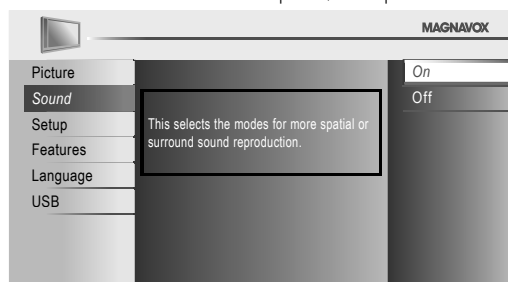 MAGNAVOX
Picture
Sound
Setup
Features
Language
USB
This selects the modes for more spatial or
surround sound reproduction.
On
Off